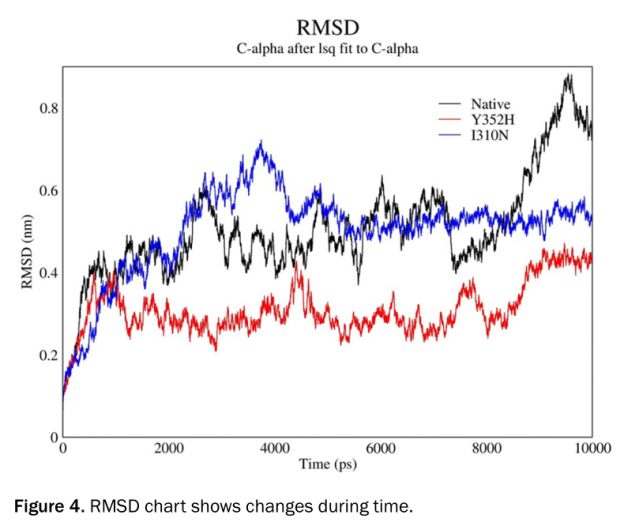 RMSD
C-alpha after lsq fit to C-alpha
Native
Y352H
I310N
0.8
0.6
0.4
0.2
0
RMSD (nm)
0 2000 4000 6000 8000 10000
Time (ps)
Figure 4. RMSD chart shows changes during time.